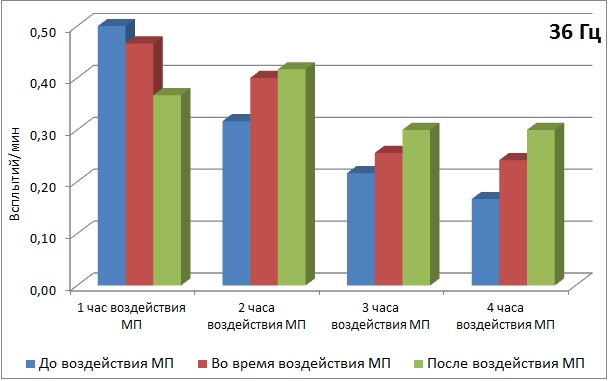 36 Гц
Всплытий/мин
0,50
0,40
0,30
0,20
0,10
0,00
1 час воздействия
МП
2 часа
воздействия МП
3 часа
воздействия МП
4 часа
воздействия МП
До воздействия МП
Во время воздействия МП
После воздействия МП